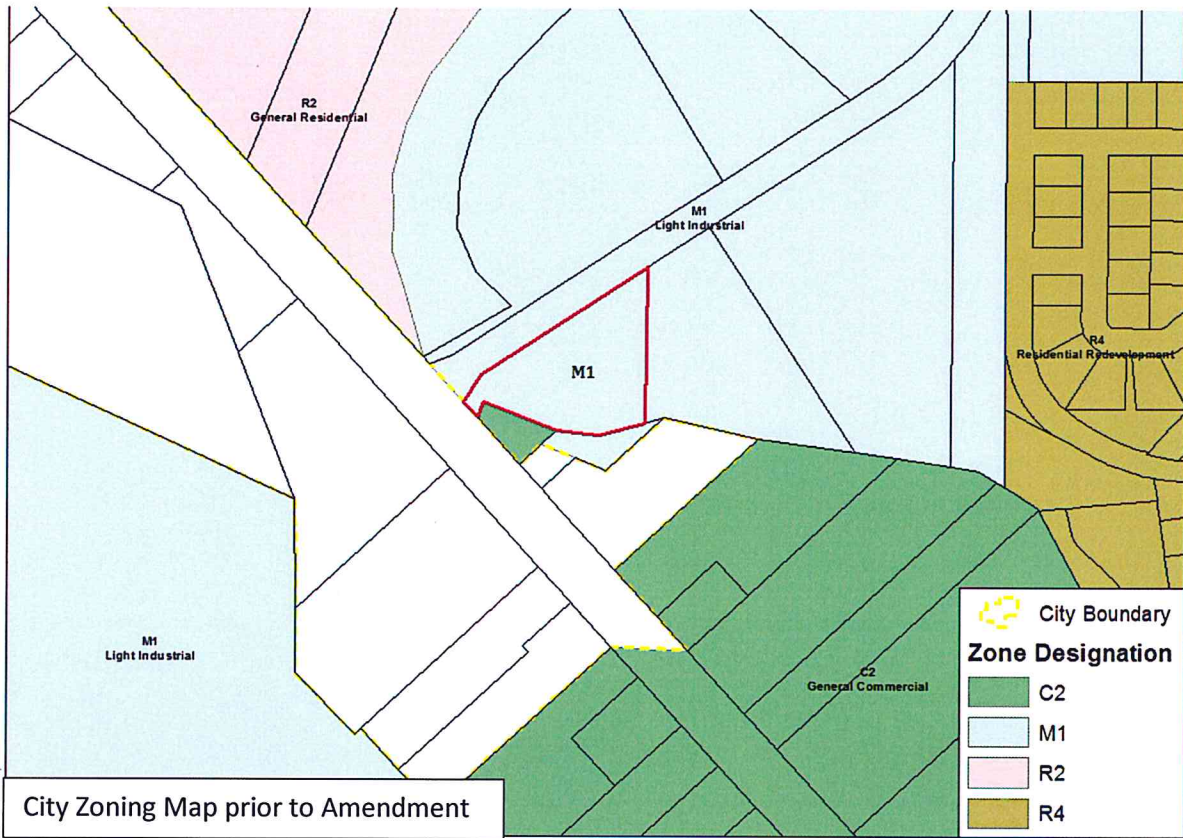 R2
General Residential
M1
Light Industrial
M1
R4
Residential Redevelopment
M1
Light Industrial
C2
General Commercial
City Boundary
Zone Designation
C2
M1
R2
R4
City Zoning Map prior to Amendment